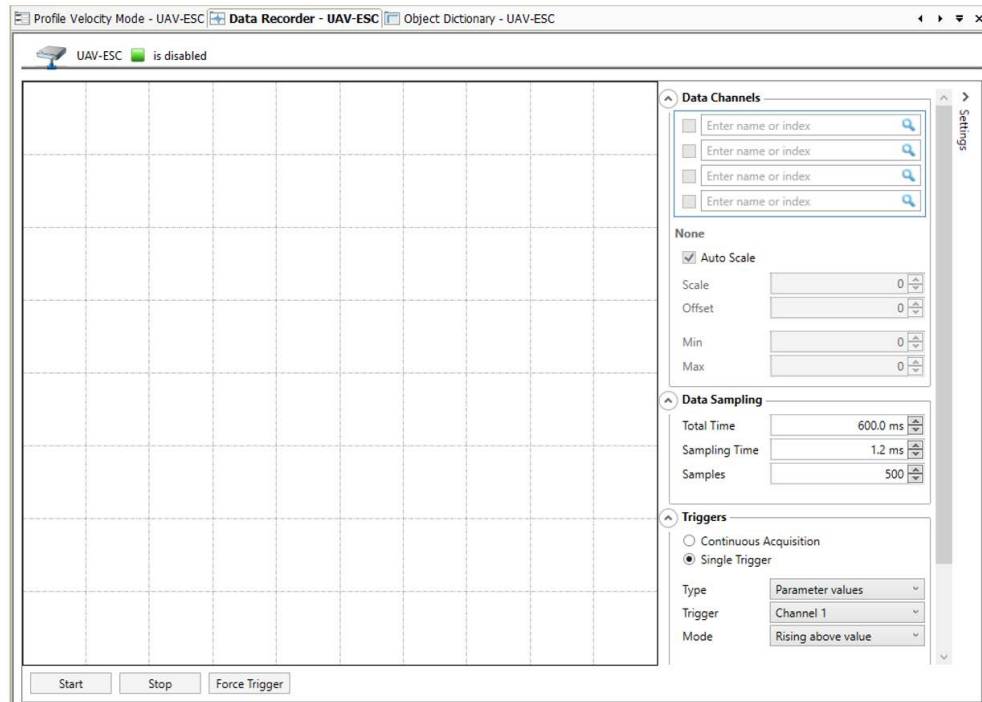 Profile Velocity Mode - UAV-ESC Data Recorder - UAV-ESC Object Dictionary - UAV-ESC
UAV-ESC is disabled
Data Channels
Enter name or index
Enter name or index
Enter name or index
Enter name or index
None
Auto Scale
Scale 0
Offset 0
Min 0
Max 0
Data Sampling
Total Time 600.0 ms
Sampling Time 1.2 ms
Samples 500
Triggers
Continuous Acquisition
Single Trigger
Type Parameter values
Trigger Channel 1
Mode Rising above value
Settings
Start Stop Force Trigger